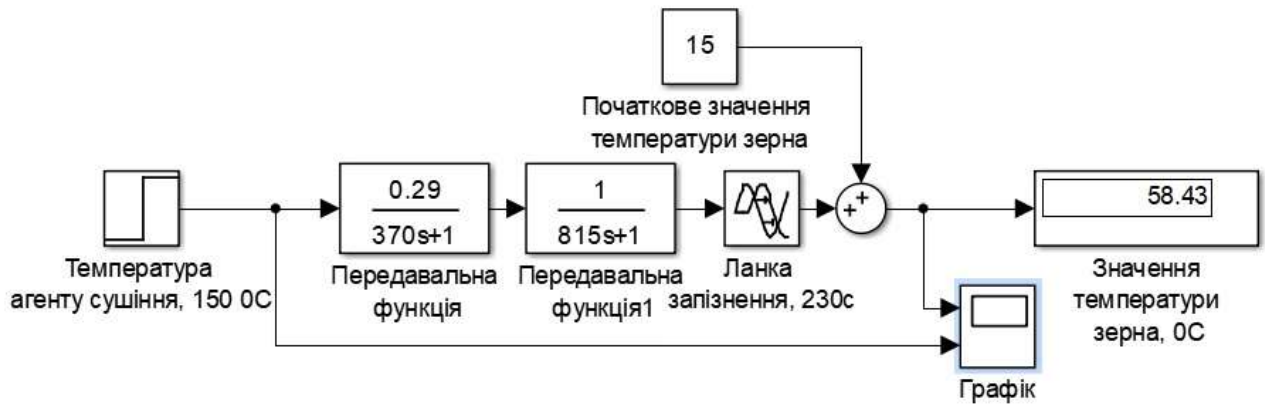 15
Початкове значення
температури зерна
0.29
370s+1
1
815s+1
58.43
Температура
агенту сушіння, 150 0С
Передавальна
функція
Передавальна
функція1
Ланка
запізнення, 230с
Значення
температури
зерна, 0С
Графік